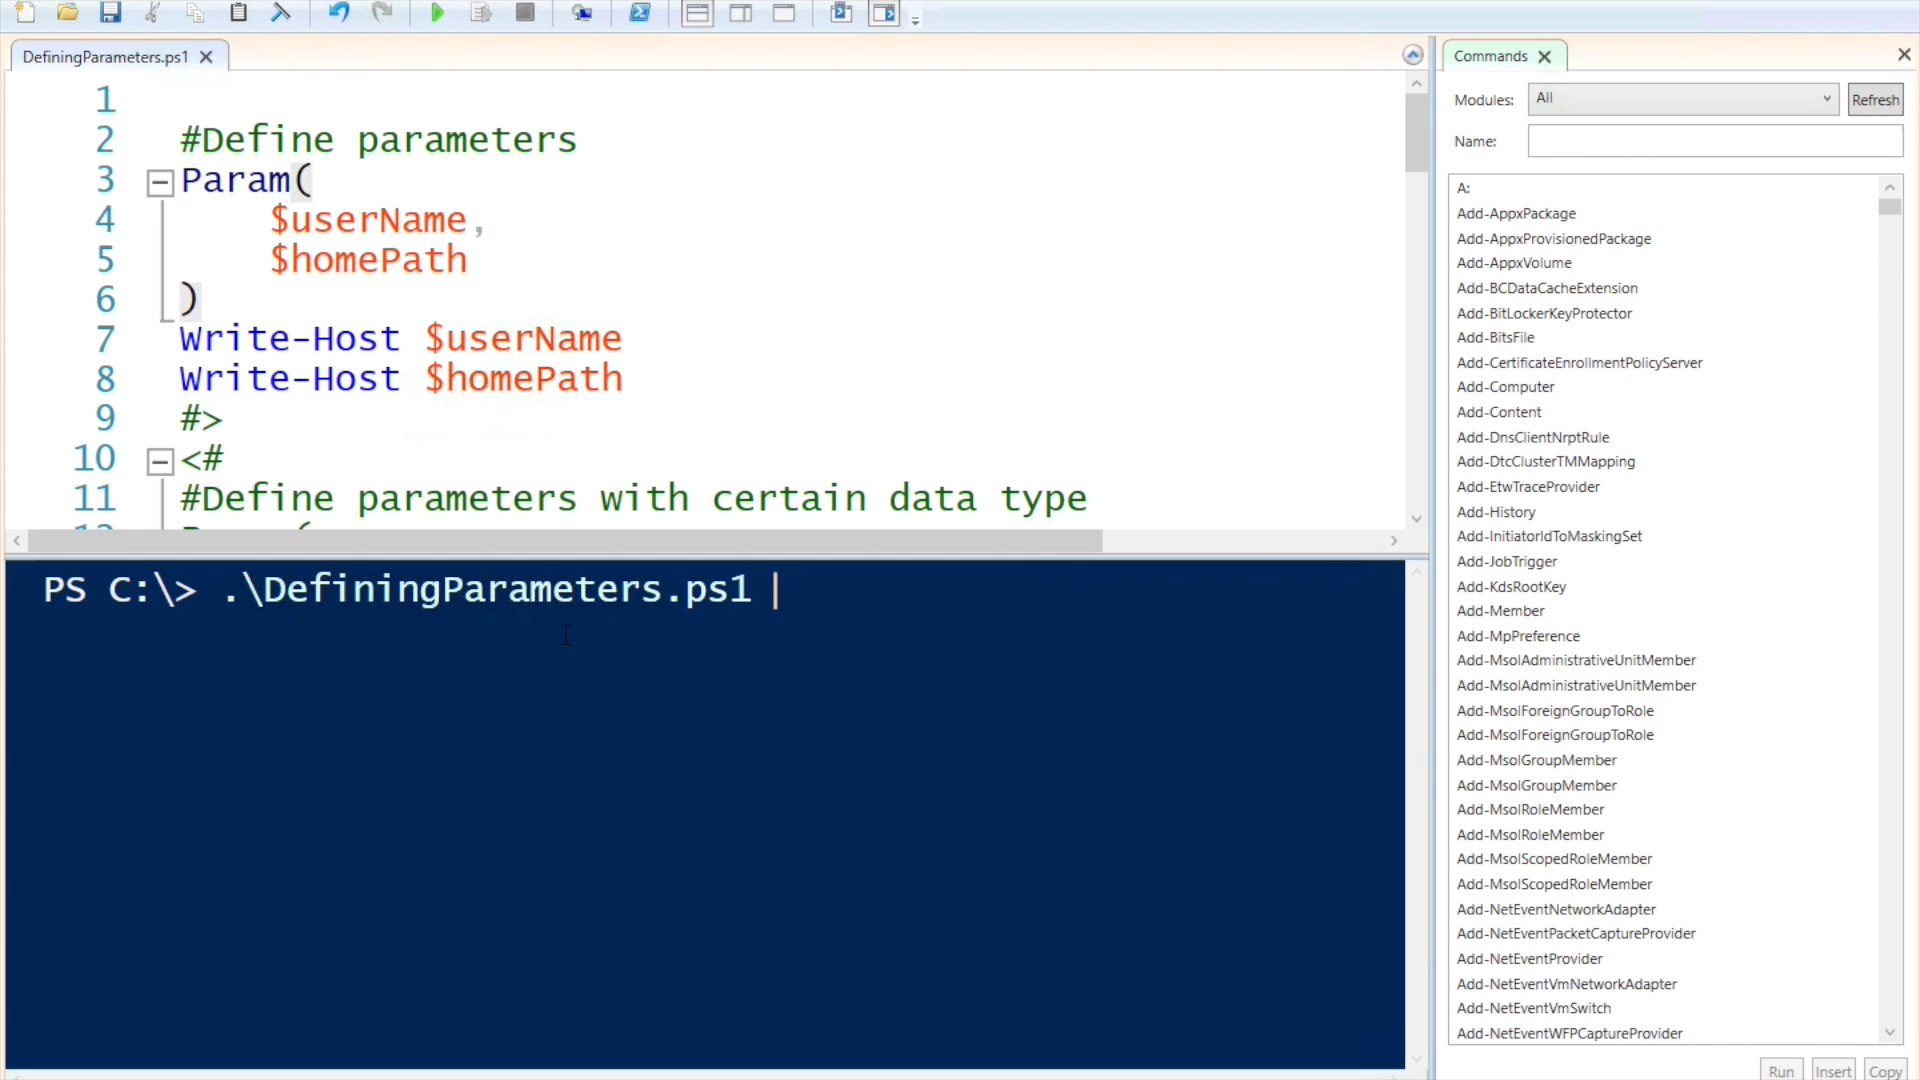 DefiningParameters.ps1
1
2 #Define parameters
3 Param(
4 $userName,
5 $homePath
6 )
7 Write-Host $userName
8 Write-Host $homePath
9 #>
10 <#
11 #Define parameters with certain data type
PS C:\> .\DefiningParameters.ps1
Commands
Modules: All Refresh
Name:
A:
Add-AppxPackage
Add-AppxProvisionedPackage
Add-AppxVolume
Add-BCDataCacheExtension
Add-BitLockerKeyProtector
Add-BitsFile
Add-CertificateEnrollmentPolicyServer
Add-Computer
Add-Content
Add-DnsClientNrptRule
Add-DtcClusterTMMapping
Add-EtwTraceProvider
Add-History
Add-InitiatorIdToMaskingSet
Add-JobTrigger
Add-KdsRootKey
Add-Member
Add-MpPreference
Add-MsolAdministrativeUnitMember
Add-MsolAdministrativeUnitMember
Add-MsolForeignGroupToRole
Add-MsolForeignGroupToRole
Add-MsolGroupMember
Add-MsolGroupMember
Add-MsolRoleMember
Add-MsolRoleMember
Add-MsolScopedRoleMember
Add-MsolScopedRoleMember
Add-NetEventNetworkAdapter
Add-NetEventPacketCaptureProvider
Add-NetEventProvider
Add-NetEventVmNetworkAdapter
Add-NetEventVmSwitch
Add-NetEventWFPCaptureProvider
Run Insert Copy